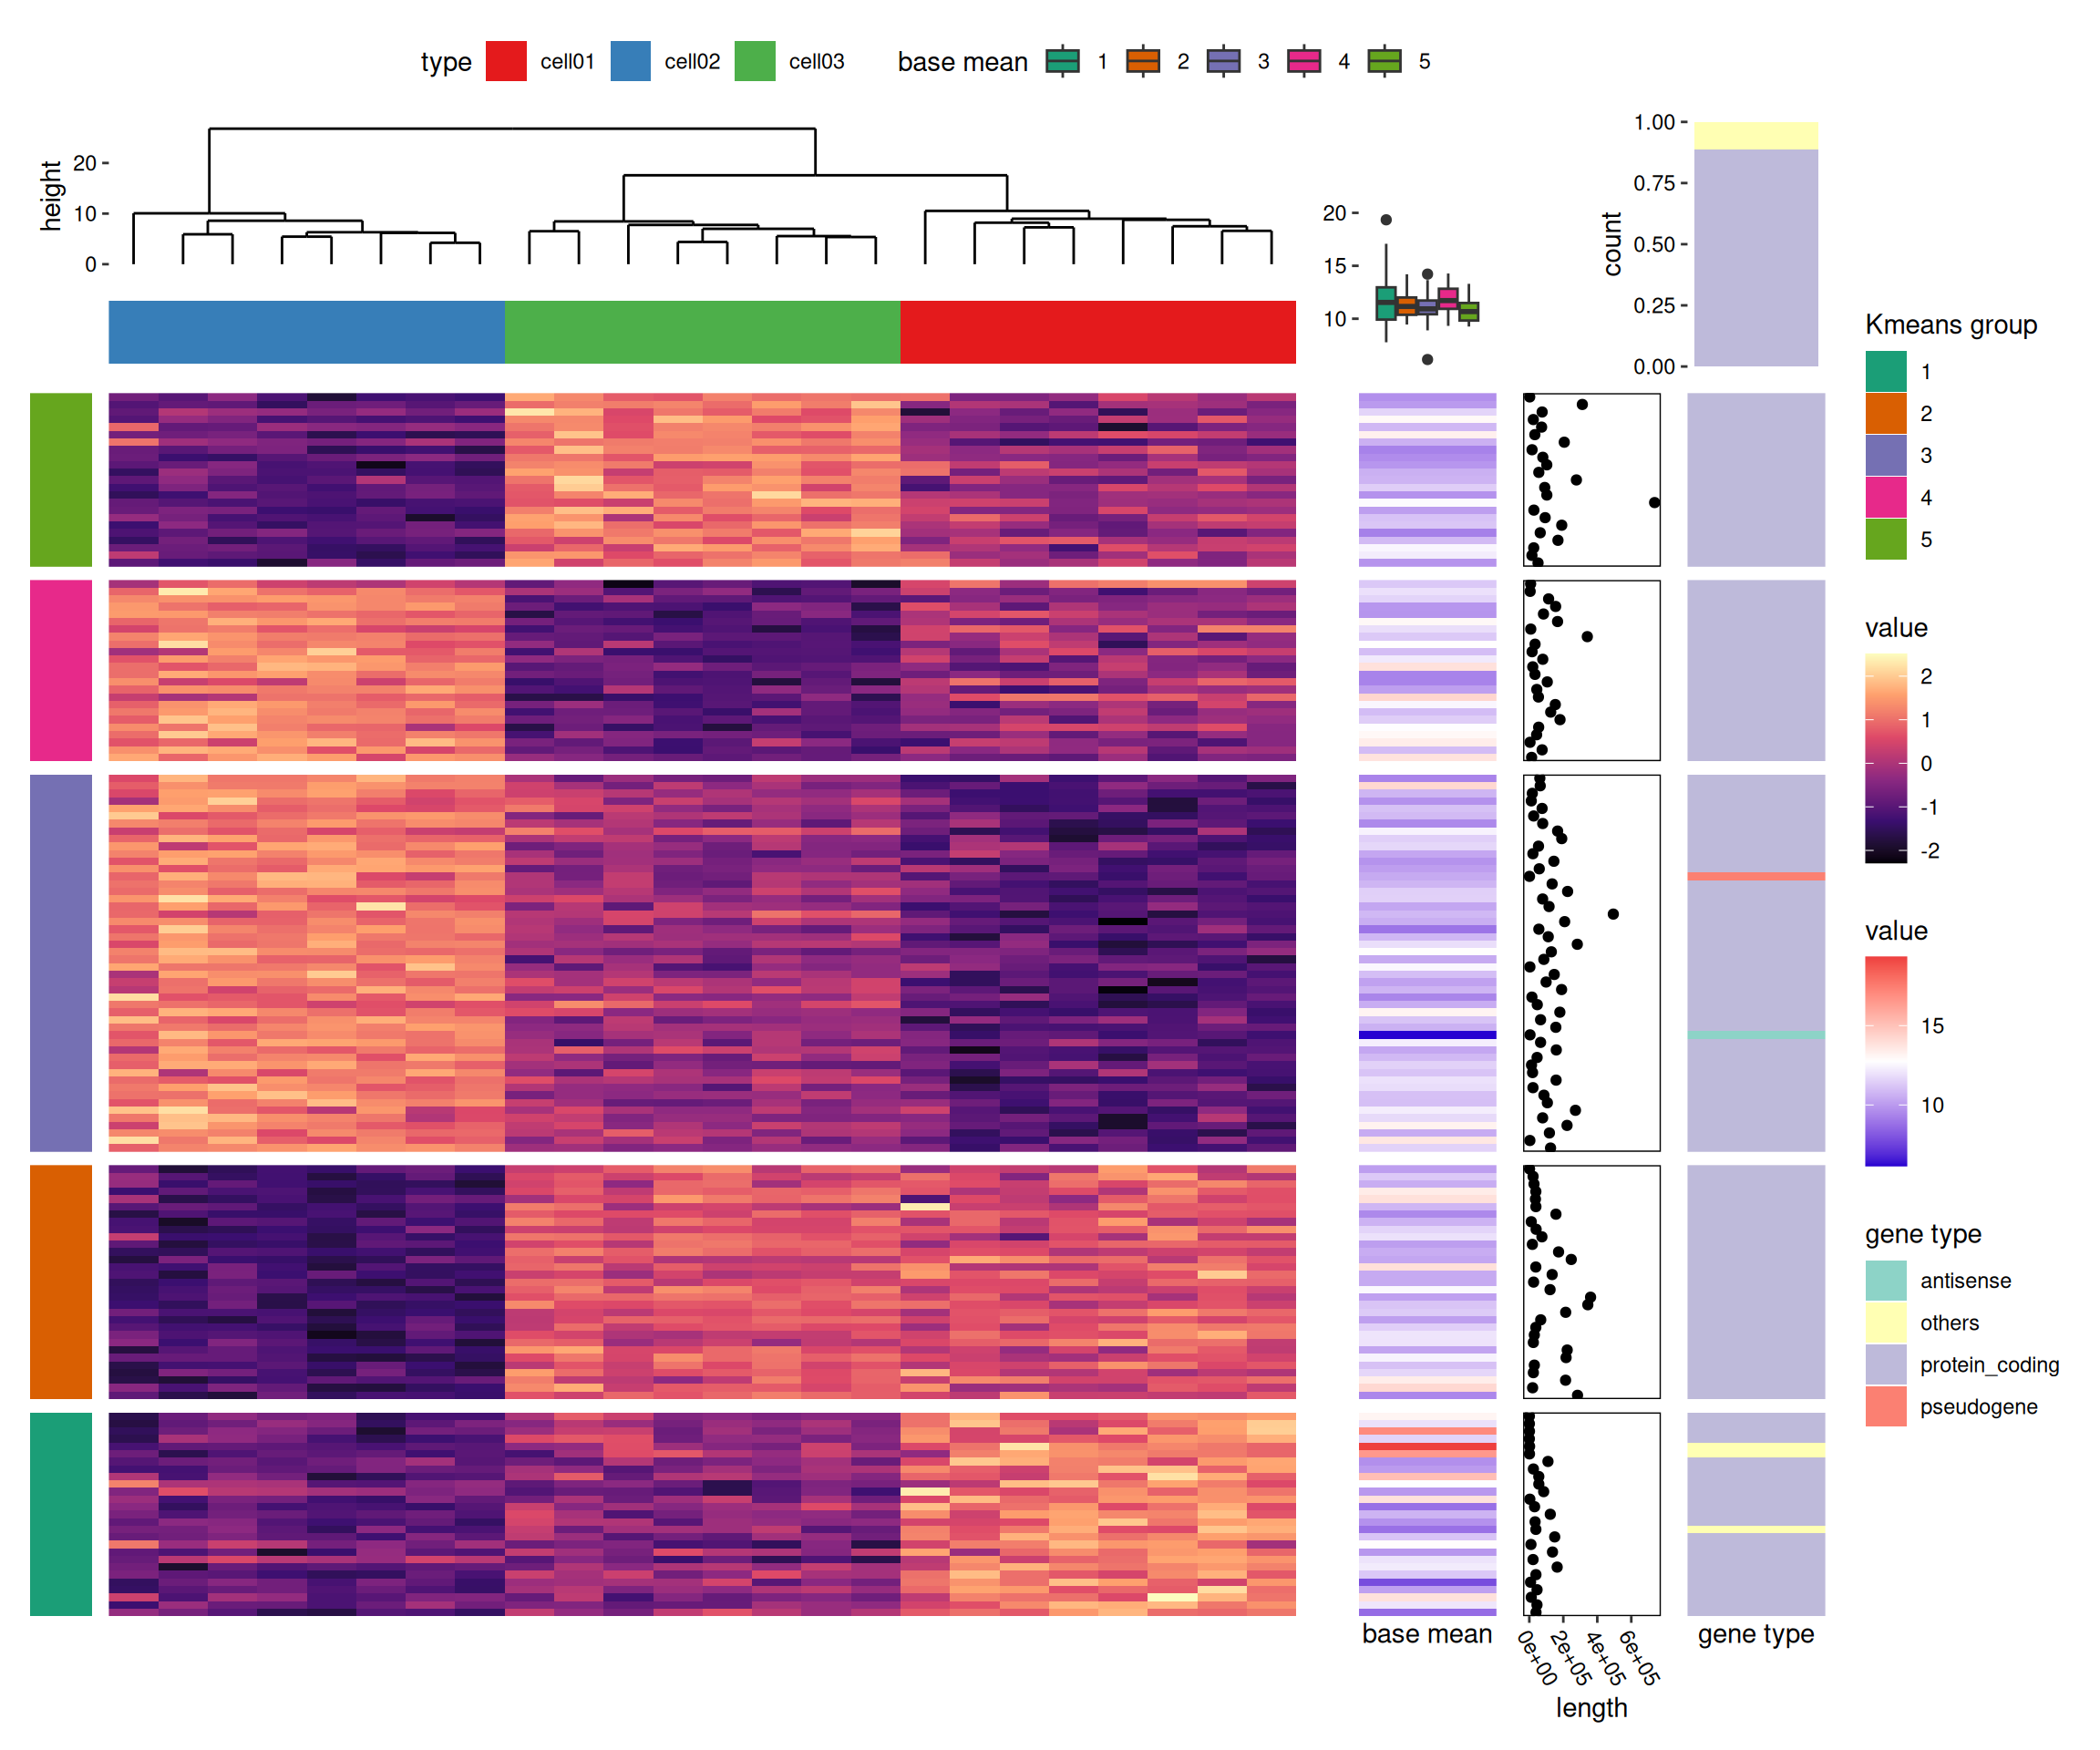 type cell01 cell02 cell03 base mean 1 2 3 4 5
height
20
10
0
20
15
10
count
1.00
0.75
0.50
0.25
0.00
Kmeans group
1
2
3
4
5
value
2
1
0
-1
-2
value
15
10
gene type
antisense
others
protein_coding
pseudogene
base mean
0e+00 2e+05 4e+05 6e+05
length
gene type